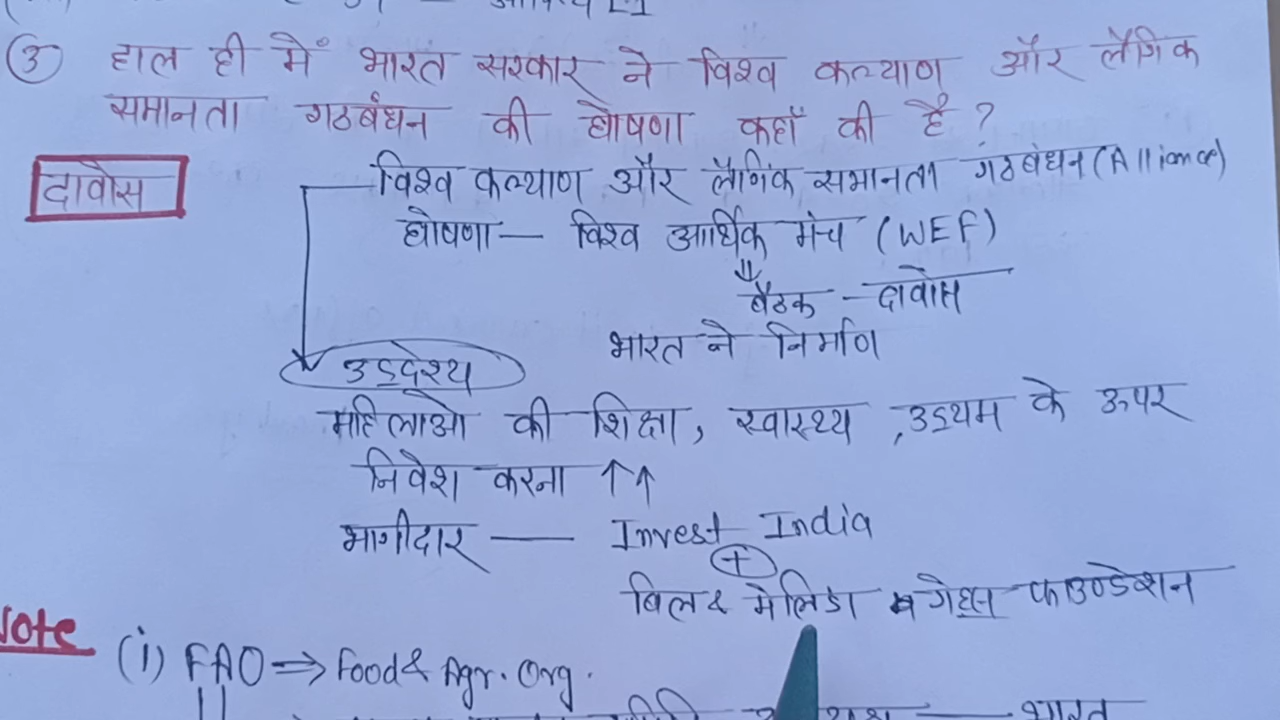 ③ हाल ही में भारत सरकार ने विश्व कल्याण और लैंगिक
समानता गठबंधन की घोषणा कहाँ की है ?
दावोस
विश्व कल्याण और लैंगिक समानता गठबंधन (Alliance)
घोषणा — विश्व आर्थिक मंच (WEF)
⇓
बैठक - दावोस
भारत ने निर्माण
उद्देश्य
महिलाओ की शिक्षा, स्वास्थ्य, उद्यम के ऊपर
निवेश करना ↑↑
भागीदार — Invest India
+
बिल & मेलिंडा गेट्स फाउण्डेशन
Note
(i) FAO ⇒ Food & Agr. Org.
भारत